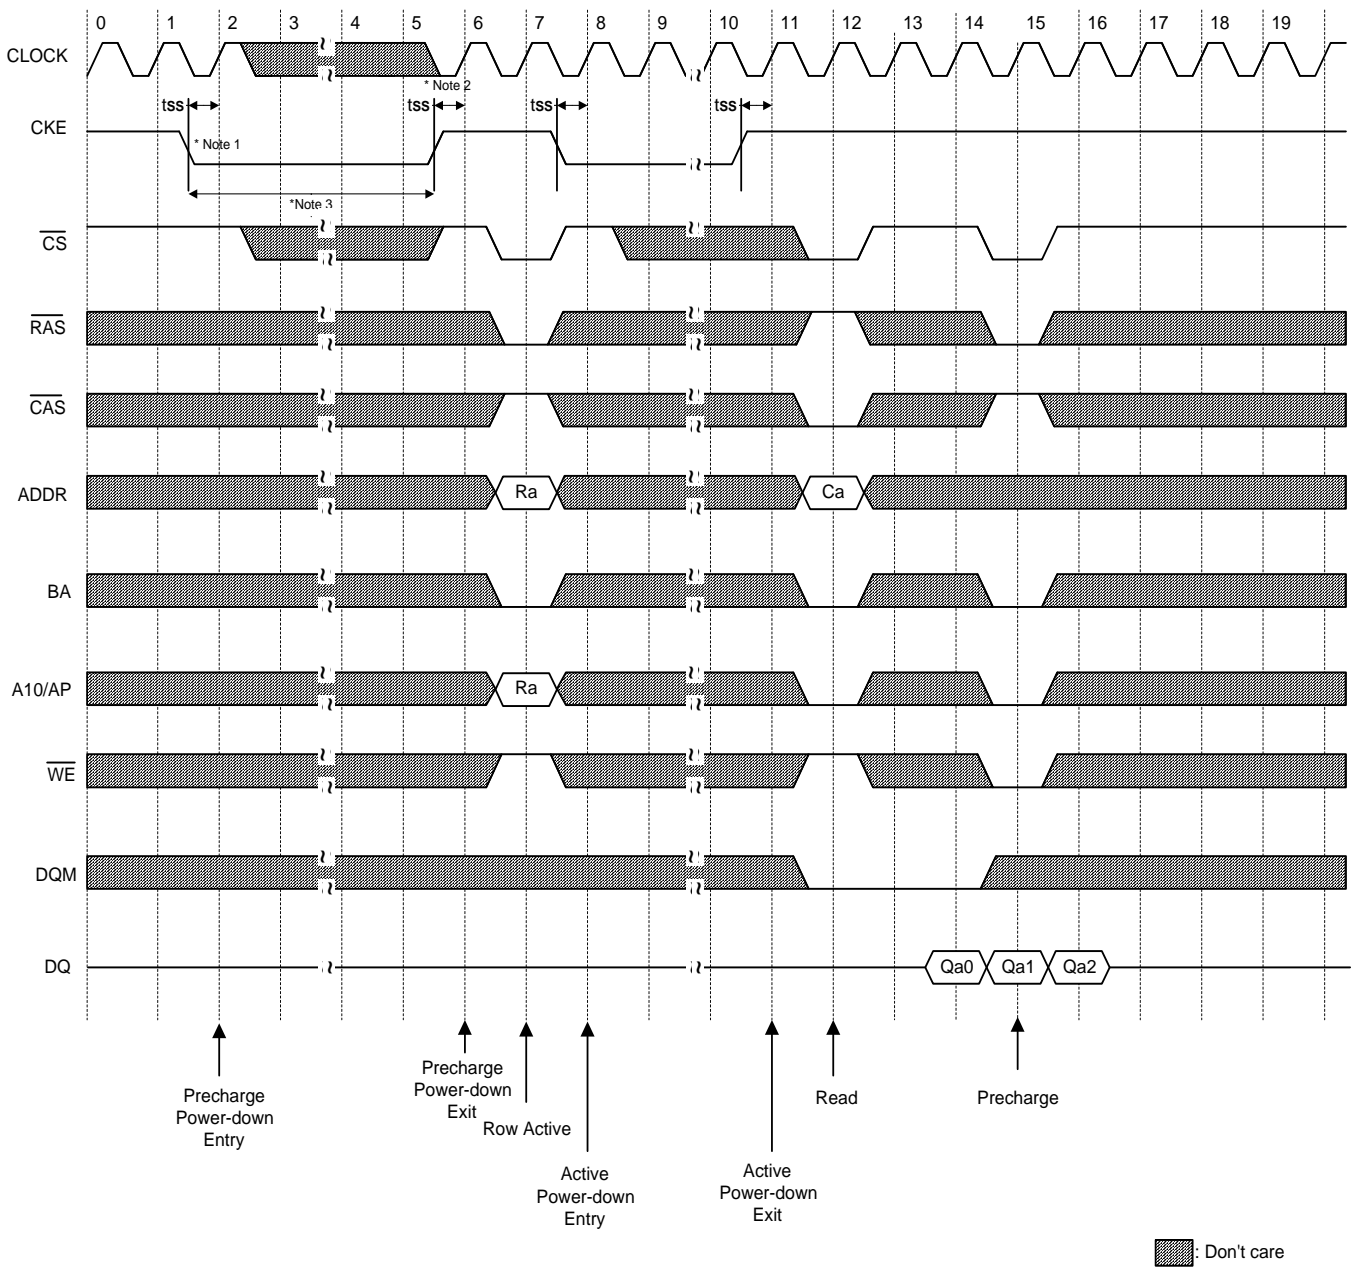 0 1 2 3 4 5 6 7 8 9 10 11 12 13 14 15 16 17 18 19
CLOCK
* Note 2
tss tss tss tss
CKE
* Note 1
*Note 3
CS
RAS
CAS
ADDR Ra Ca
BA
A10/AP Ra
WE
DQM
DQ Qa0 Qa1 Qa2
Precharge
Power-down
Entry
Precharge
Power-down
Exit
Row Active
Active
Power-down
Entry
Active
Power-down
Exit
Read
Precharge
: Don't care